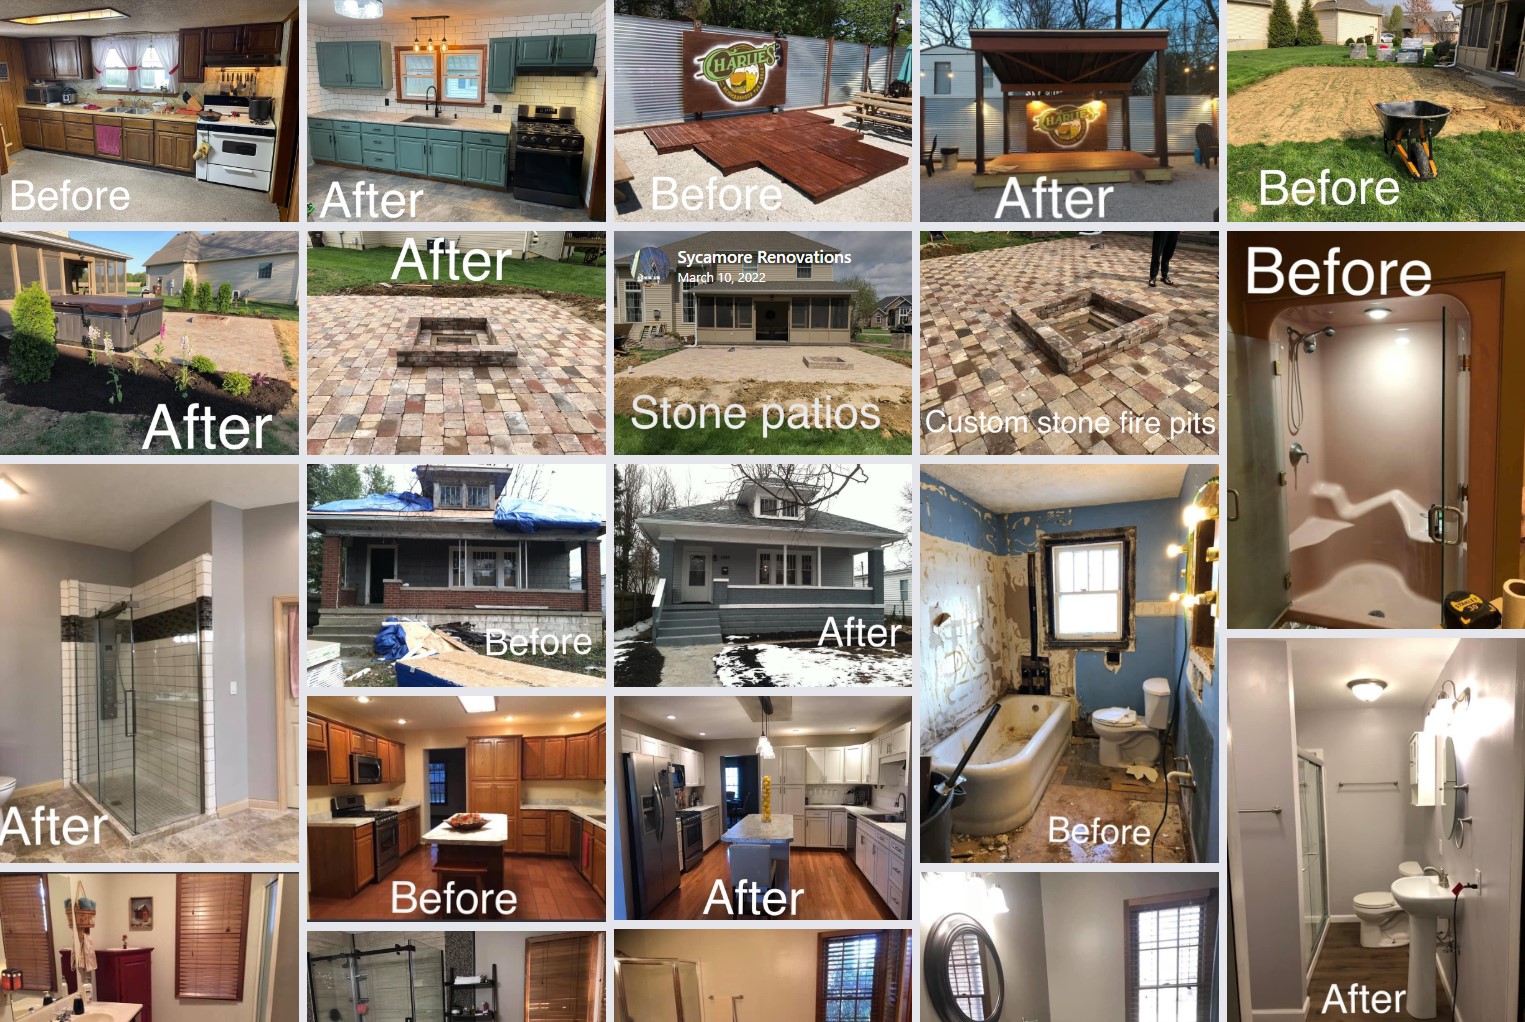 Before
After
CHARLIE'S
Before
CHARLIE'S
After
Before
After
After
Sycamore Renovations
March 10, 2022
Stone patios
Custom stone fire pits
Before
After
Before
After
Before
Before
After
After
STANLEY